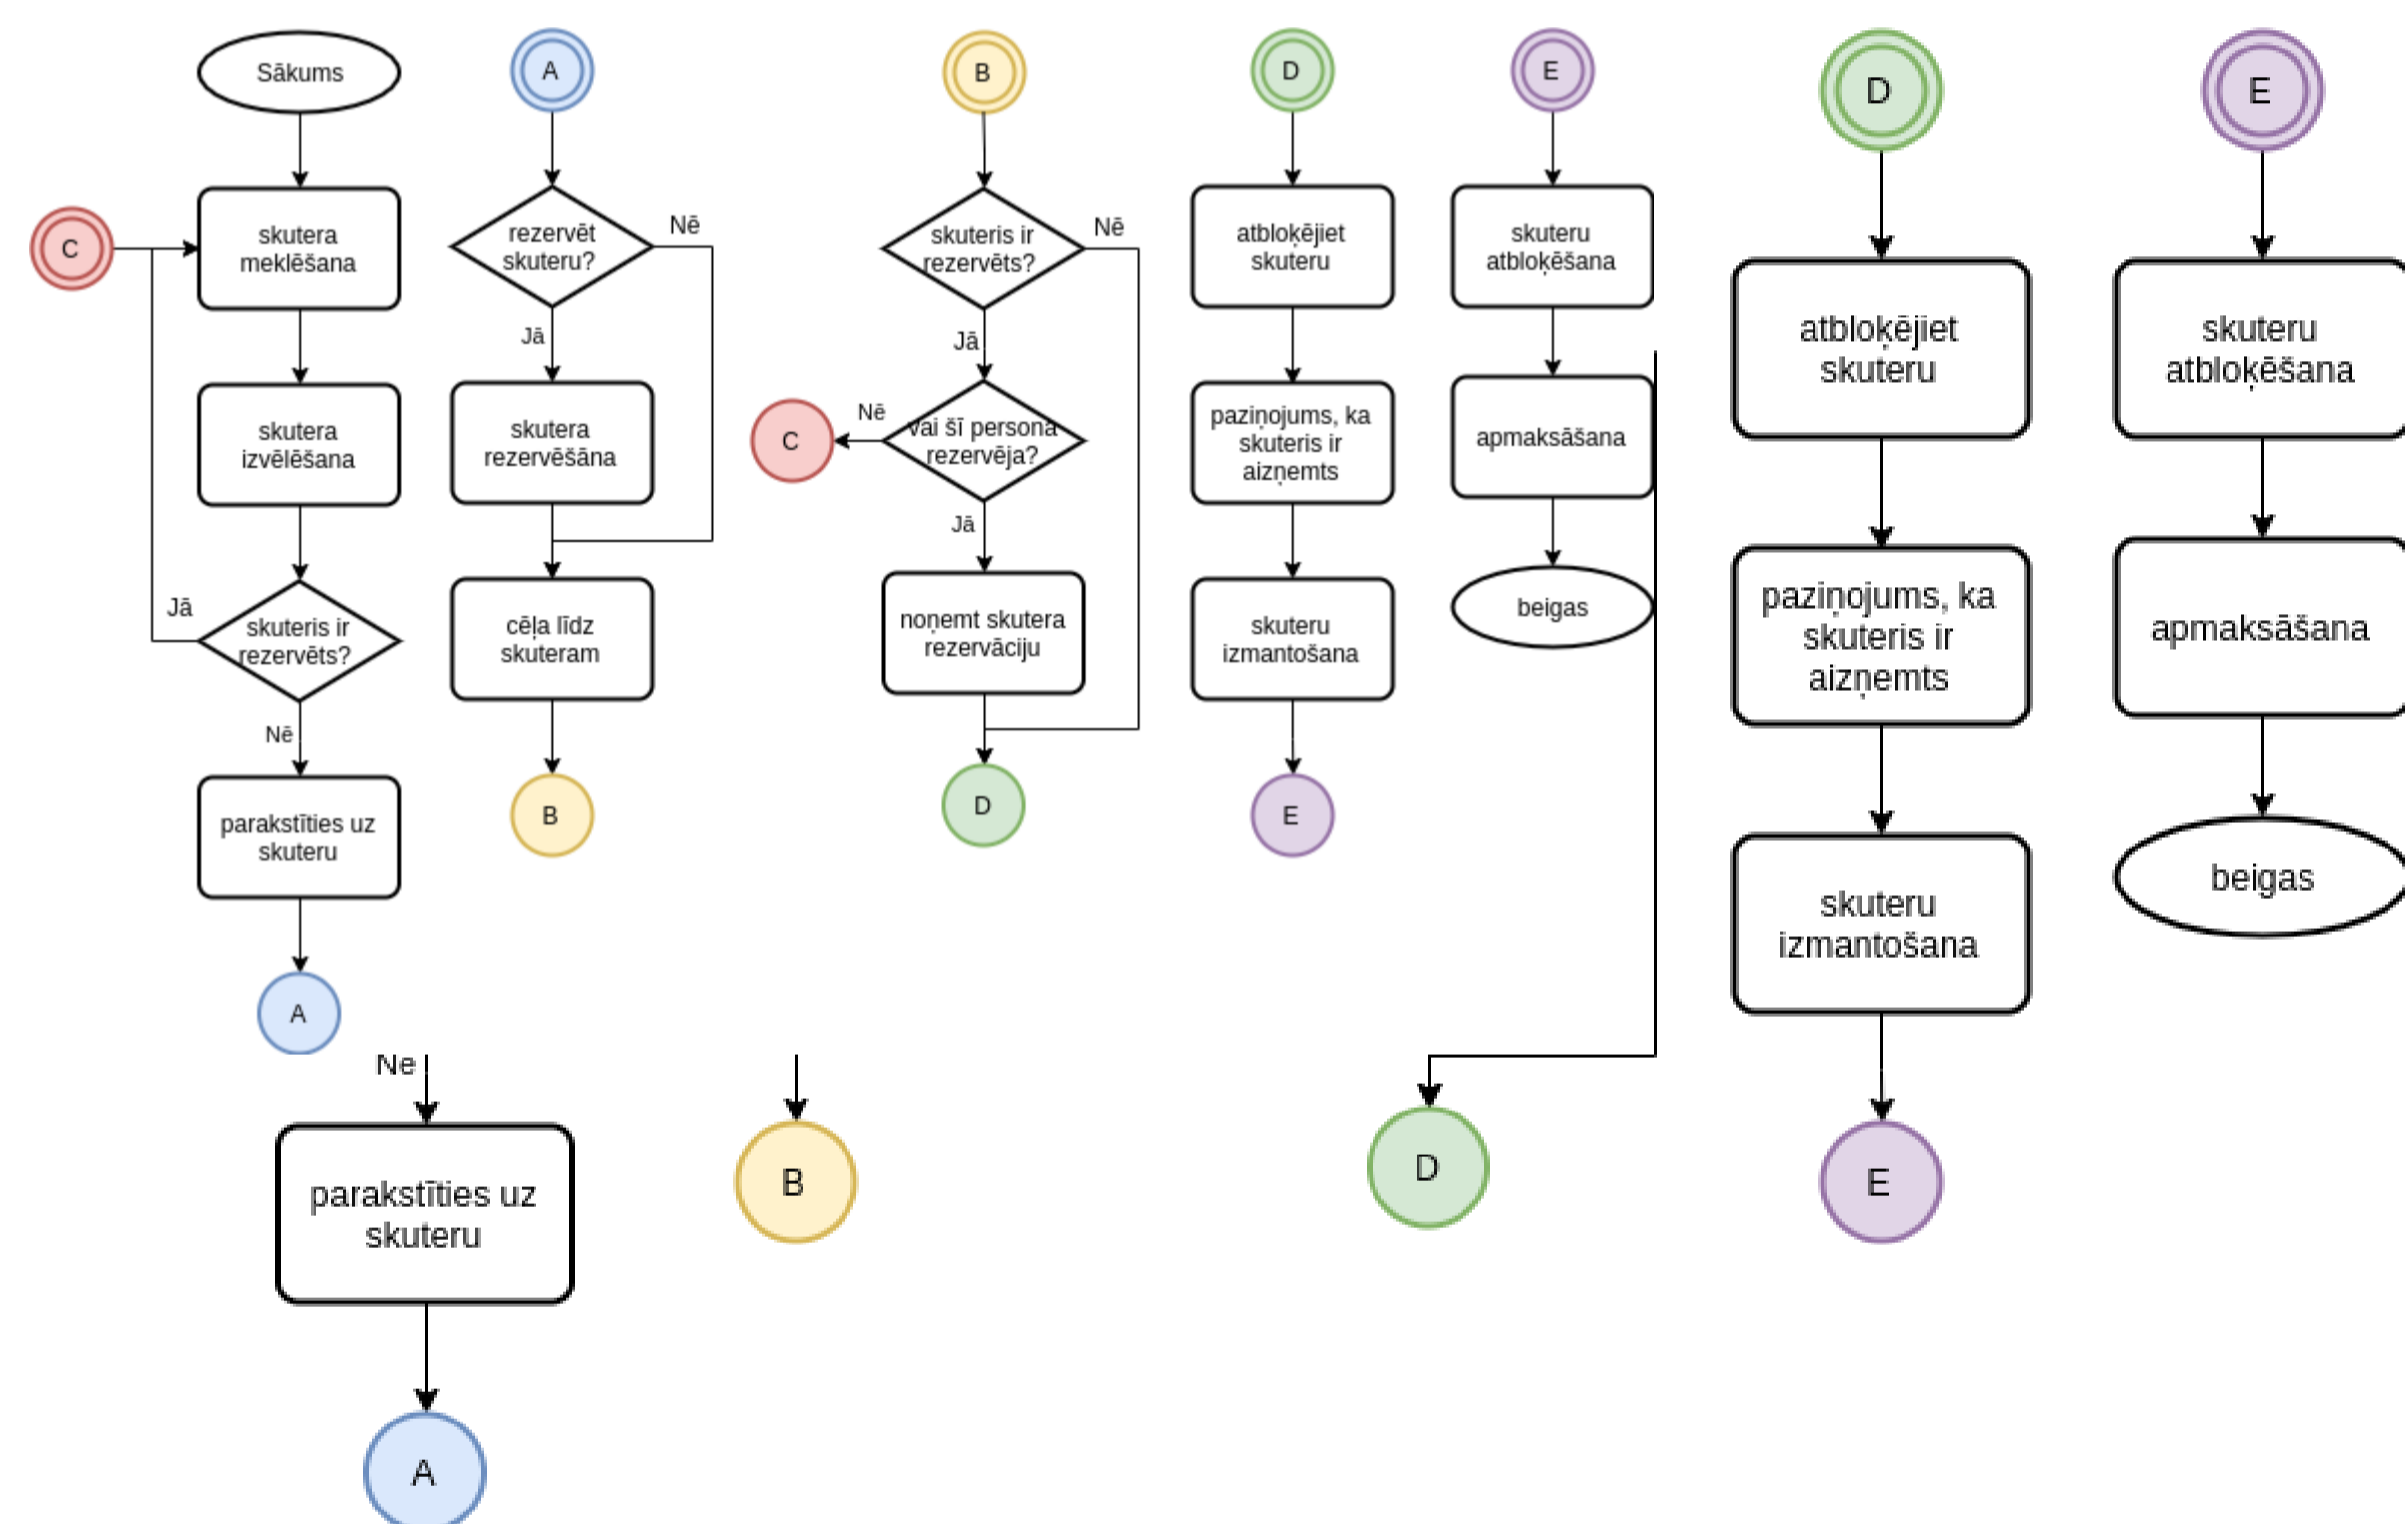 Sākums
C
skutera
meklēšana
skutera
izvēlēšana
Jā
skuteris ir
rezervēts?
Nē
parakstīties uz
skuteru
A
A
rezervēt
skuteru?
Nē
Jā
skutera
rezervēšāna
cēļa līdz
skuteram
B
B
skuteris ir
rezervēts?
Nē
Jā
vai šī persona
rezervēja?
Nē
C
Jā
noņemt skutera
rezervāciju
D
D
atbloķējiet
skuteru
paziņojums, ka
skuteris ir
aizņemts
skuteru
izmantošana
E
E
skuteru
atbloķēšana
apmaksāšana
beigas
D
atbloķējiet
skuteru
paziņojums, ka
skuteris ir
aizņemts
skuteru
izmantošana
E
E
skuteru
atbloķēšana
apmaksāšana
beigas
Nē
parakstīties uz
skuteru
A
B
D